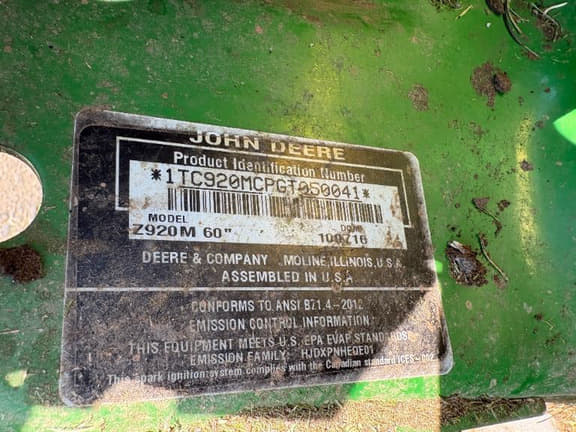 JOHN DEERE
Product Identification Number
*1TC920MCPGT050041*
MODEL
Z920M 60"
100716
DEERE & COMPANY MOLINE, ILLINOIS, U.S.A.
ASSEMBLED IN U.S.A.
CONFORMS TO ANSI B71.4-2012
EMISSION CONTROL INFORMATION
THIS EQUIPMENT MEETS U.S. EPA EVAP STANDARDS.
EMISSION FAMILY: HJDXPNHEQE01
This spark ignition system complies with the Canadian standard ICES-002